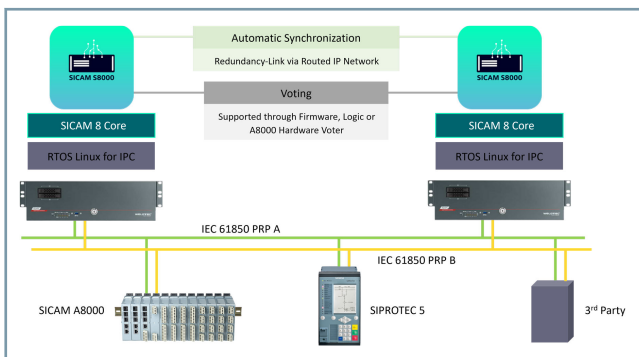 Automatic Synchronization
Redundancy-Link via Routed IP Network
SICAM S8000
SICAM S8000
Voting
Supported through Firmware, Logic or
A8000 Hardware Voter
SICAM 8 Core
SICAM 8 Core
RTOS Linux for IPC
RTOS Linux for IPC
IEC 61850 PRP A
IEC 61850 PRP B
SICAM A8000
SIPROTEC 5
3rd Party